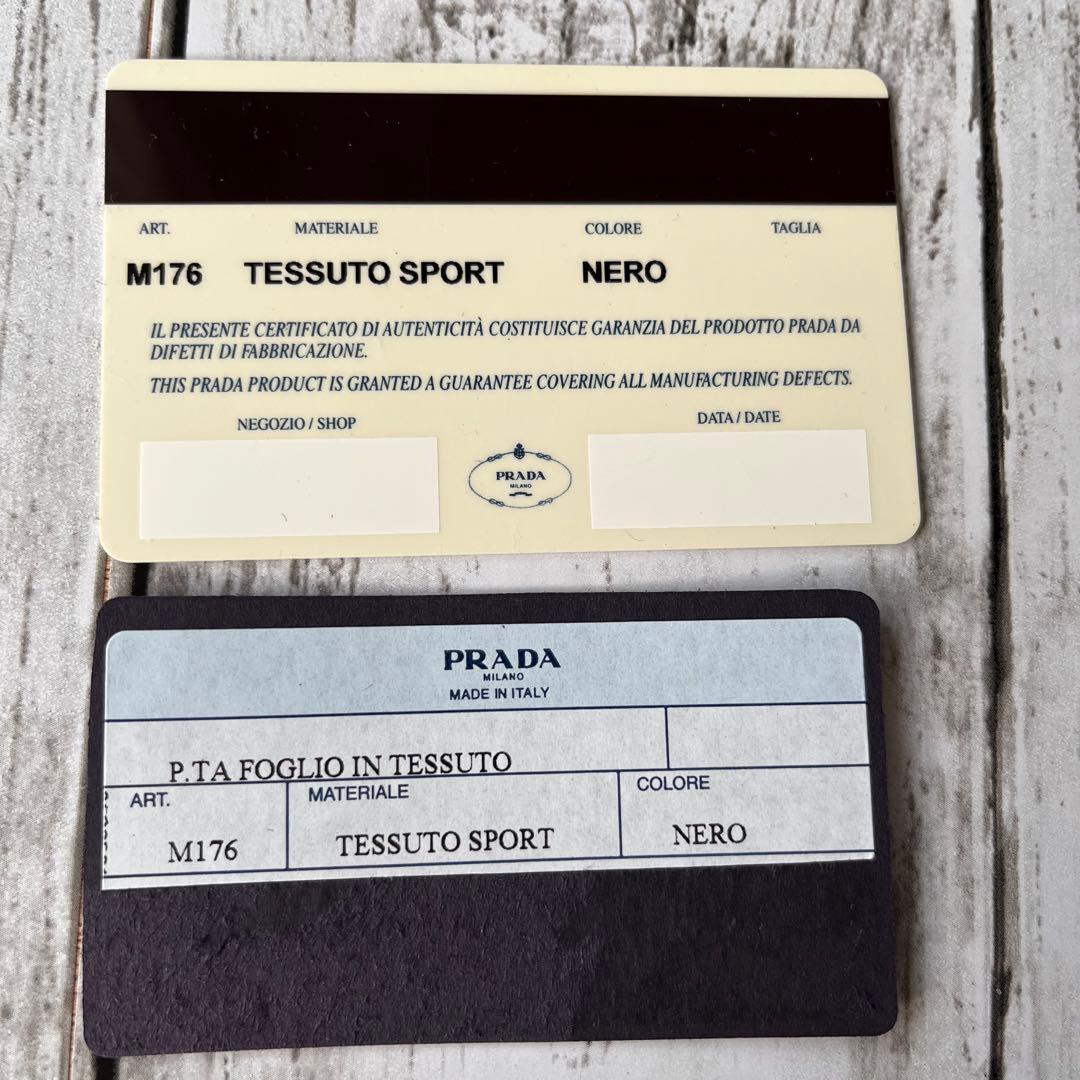 ART. MATERIALE COLORE TAGLIA
M176 TESSUTO SPORT NERO
IL PRESENTE CERTIFICATO DI AUTENTICITÀ COSTITUISCE GARANZIA DEL PRODOTTO PRADA DA
DIFETTI DI FABBRICAZIONE.
THIS PRADA PRODUCT IS GRANTED A GUARANTEE COVERING ALL MANUFACTURING DEFECTS.
NEGOZIO / SHOP DATA / DATE
PRADA
MILANO
PRADA
MILANO
MADE IN ITALY
P.TA FOGLIO IN TESSUTO
ART. MATERIALE COLORE
M176 TESSUTO SPORT NERO